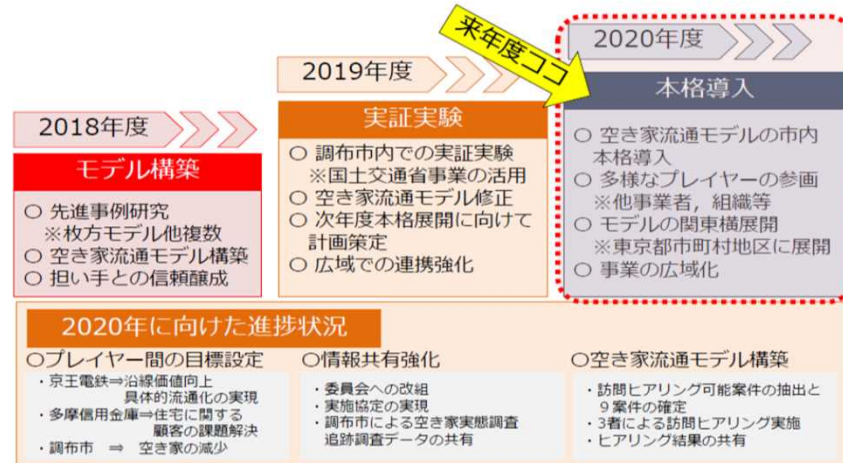 2018年度
モデル構築
○ 先進事例研究
※枚方モデル他複数
○ 空き家流通モデル構築
○ 担い手との信頼醸成
2019年度
実証実験
○ 調布市内での実証実験
※国土交通省事業の活用
○ 空き家流通モデル修正
○ 次年度本格展開に向けて
計画策定
○ 広域での連携強化
来年度ココ
2020年度
本格導入
○ 空き家流通モデルの市内
本格導入
○ 多様なプレイヤーの参画
※他事業者，組織等
○ モデルの関東横展開
※東京都市町村地区に展開
○ 事業の広域化
2020年に向けた進捗状況
○プレイヤー間の目標設定
・京王電鉄⇒沿線価値向上
具体的流通化の実現
・多摩信用金庫⇒住宅に関する
顧客の課題解決
・調布市 ⇒ 空き家の減少
○情報共有強化
・委員会への改組
・実施協定の実現
・調布市による空き家実態調査
追跡調査データの共有
○空き家流通モデル構築
・訪問ヒアリング可能案件の抽出と
９案件の確定
・3者による訪問ヒアリング実施
・ヒアリング結果の共有